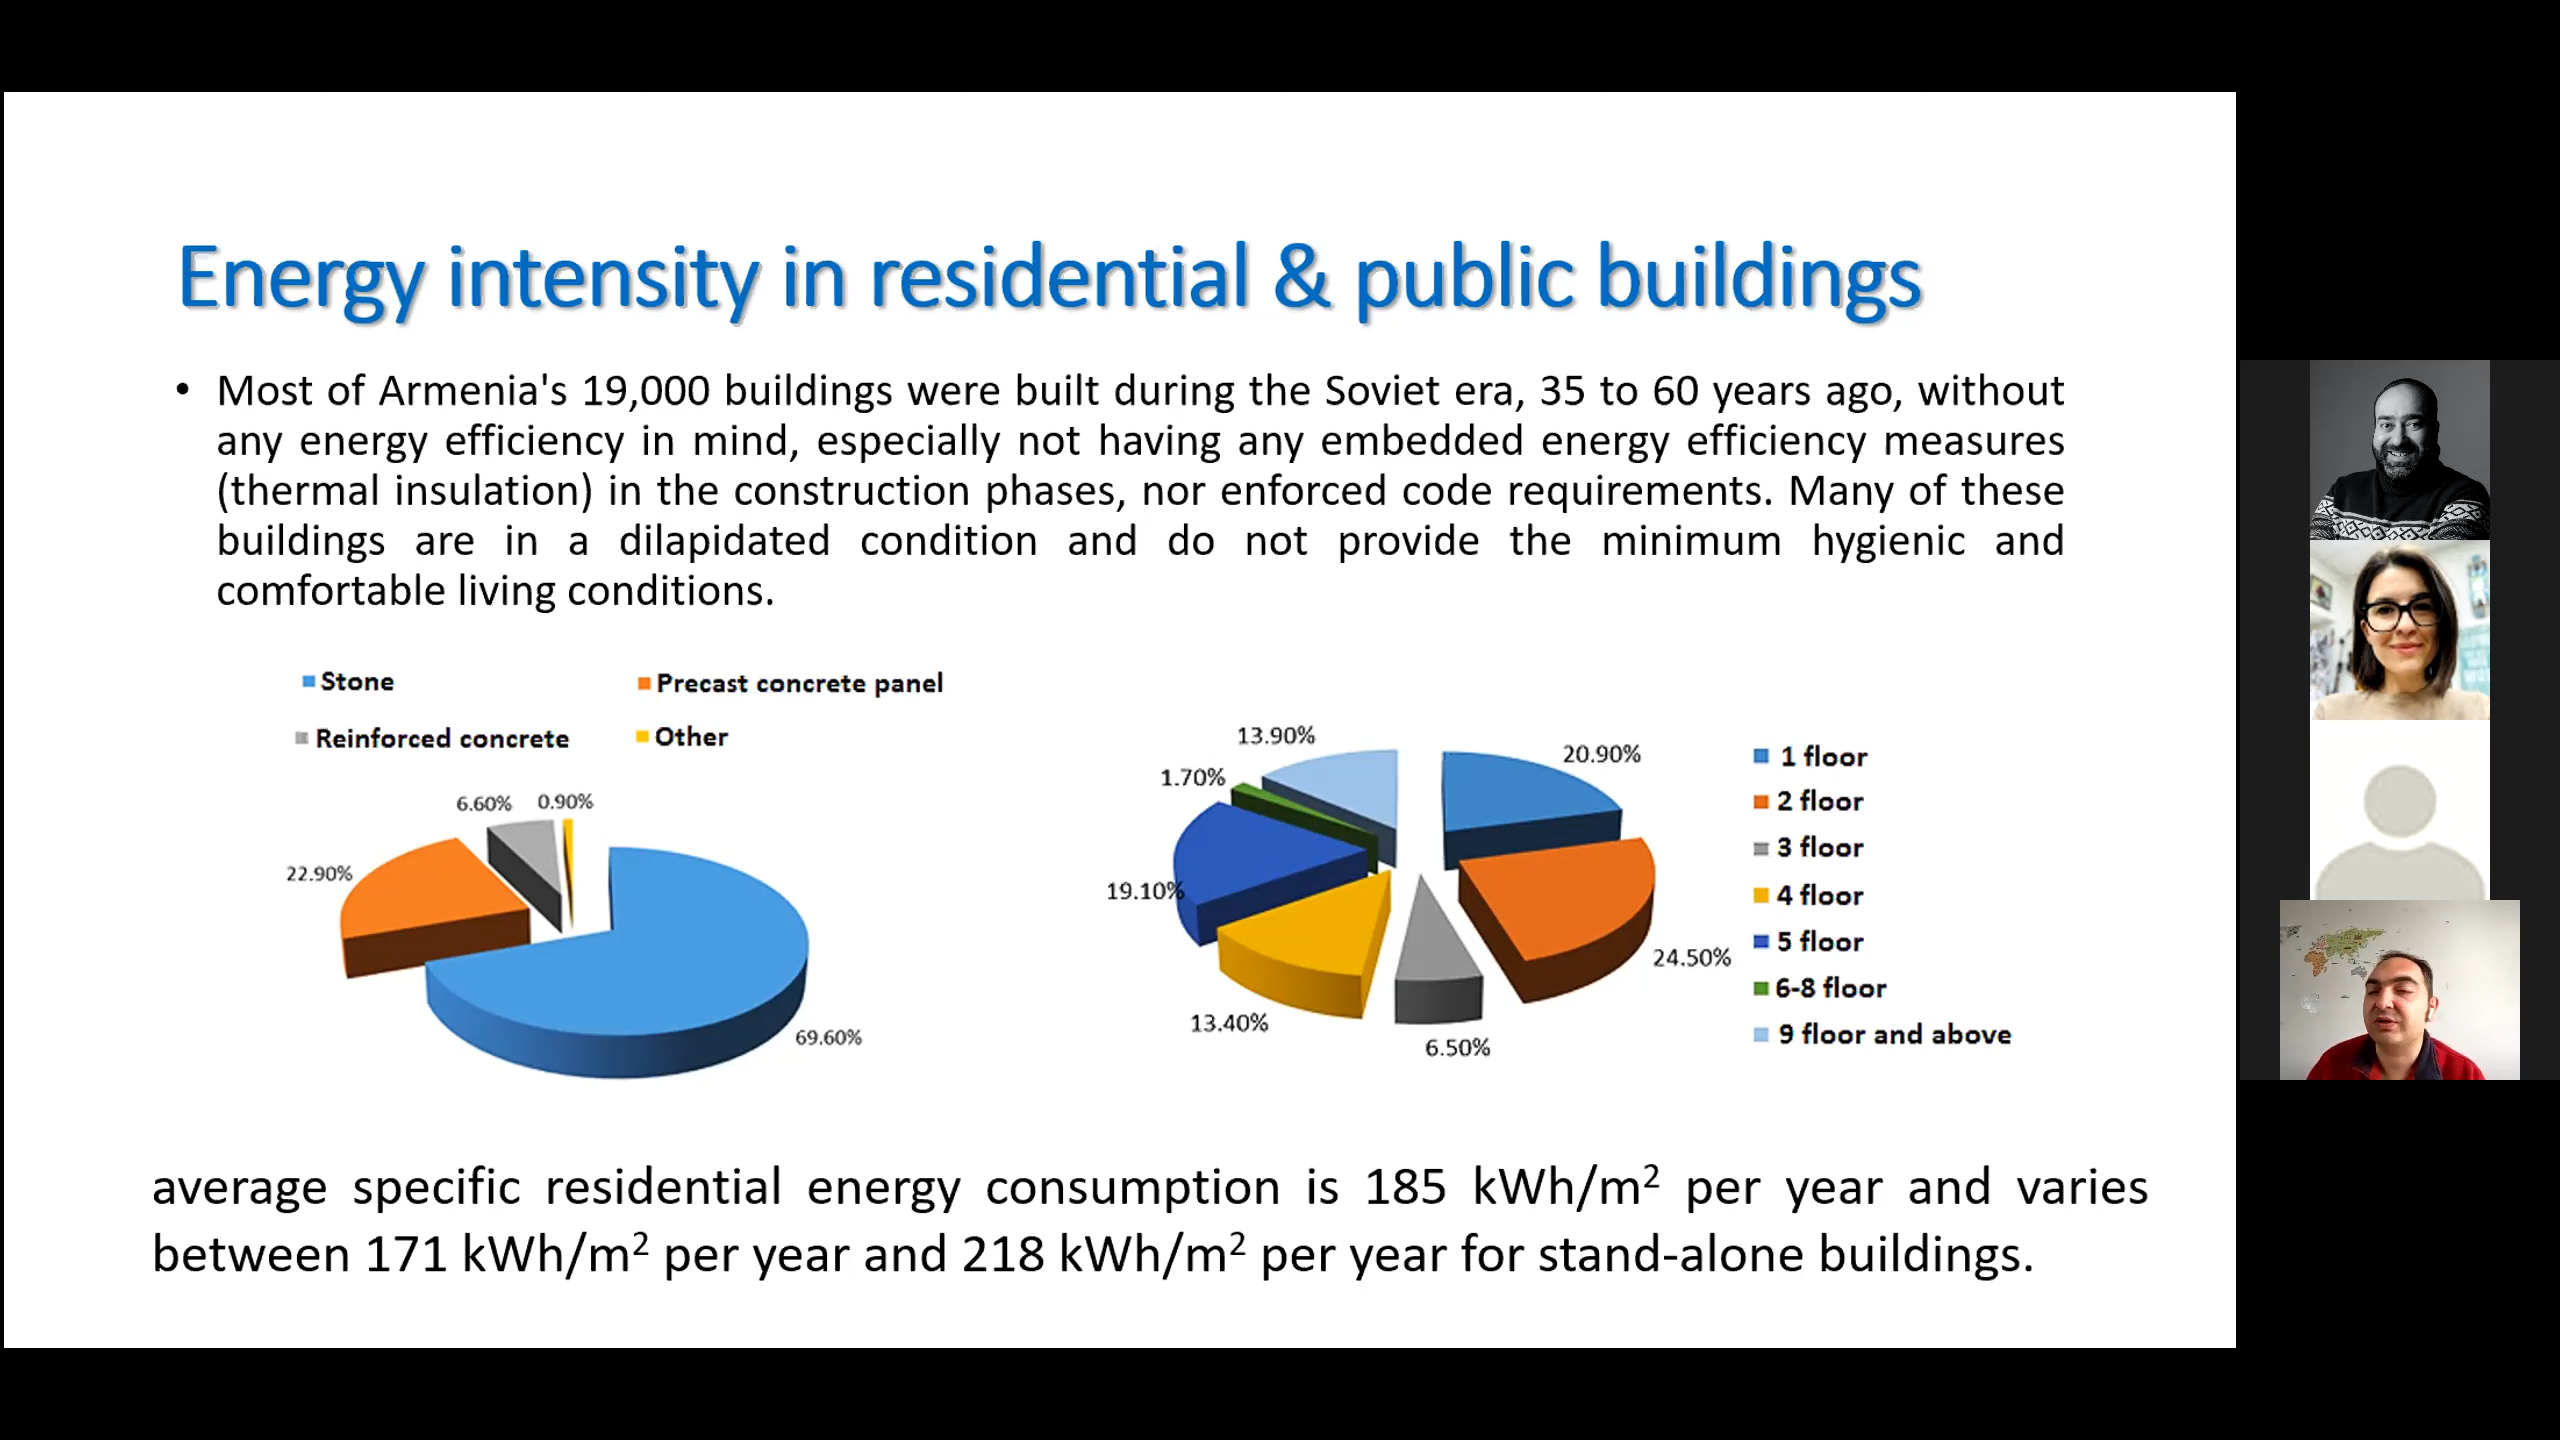 Energy intensity in residential & public buildings
• Most of Armenia's 19,000 buildings were built during the Soviet era, 35 to 60 years ago, without
any energy efficiency in mind, especially not having any embedded energy efficiency measures
(thermal insulation) in the construction phases, nor enforced code requirements. Many of these
buildings are in a dilapidated condition and do not provide the minimum hygienic and
comfortable living conditions.
Stone
Precast concrete panel
Reinforced concrete
Other
6.60%
0.90%
22.90%
69.60%
13.90%
20.90%
1.70%
19.10%
24.50%
13.40%
6.50%
1 floor
2 floor
3 floor
4 floor
5 floor
6-8 floor
9 floor and above
average specific residential energy consumption is 185 kWh/m² per year and varies
between 171 kWh/m² per year and 218 kWh/m² per year for stand-alone buildings.